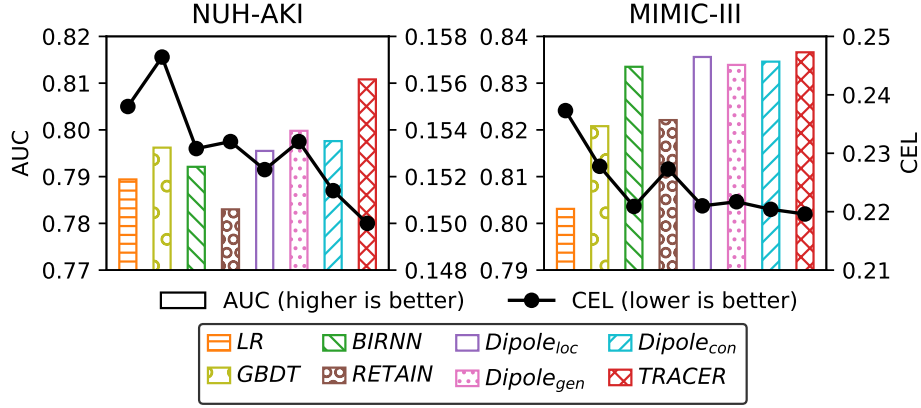 NUH-AKI
MIMIC-III
AUC
0.82
0.81
0.80
0.79
0.78
0.77
0.158
0.156
0.154
0.152
0.150
0.148
0.84
0.83
0.82
0.81
0.80
0.79
0.25
0.24
0.23
0.22
0.21
CEL
AUC (higher is better)
CEL (lower is better)
LR
BIRNN
Dipole_loc
Dipole_con
GBDT
RETAIN
Dipole_gen
TRACER